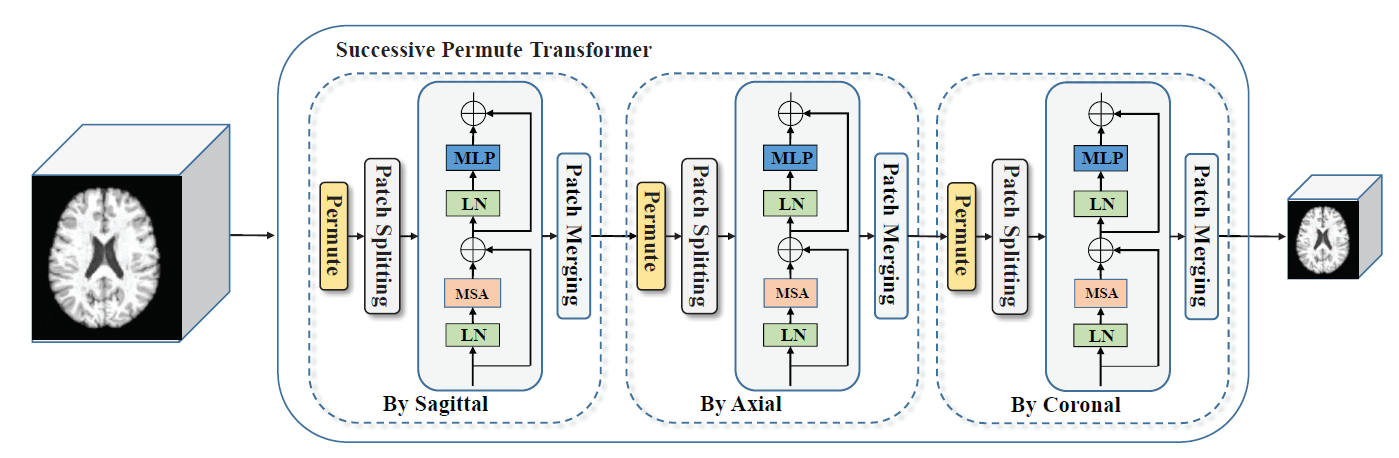 Successive Permute Transformer
Permute
Patch Splitting
MLP
LN
MSA
LN
Patch Merging
By Sagittal
Permute
Patch Splitting
MLP
LN
MSA
LN
Patch Merging
By Axial
Permute
Patch Splitting
MLP
LN
MSA
LN
Patch Merging
By Coronal